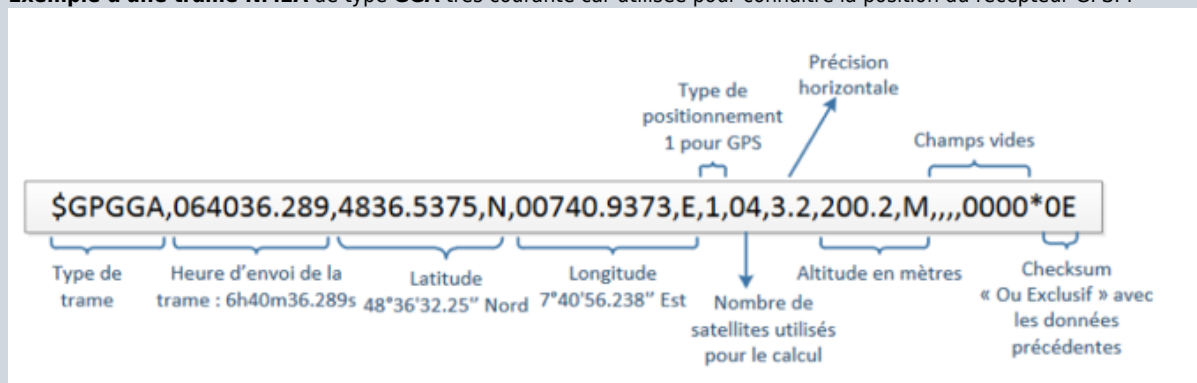 Exemple d'une trame NMEA de type GGA très courante car utilisée pour connaître la position du récepteur GPS. :
Précision
horizontale
Type de
positionnement
1 pour GPS
Champs vides
$GPGGA,064036.289,4836.5375,N,00740.9373,E,1,04,3.2,200.2,M,,,,0000*0E
Type de
trame
Heure d'envoi de la
trame : 6h40m36.289s
Latitude
48°36'32.25" Nord
Longitude
7°40'56.238" Est
Nombre de
satellites utilisés
pour le calcul
Altitude en mètres
Checksum
« Ou Exclusif » avec
les données
précédentes